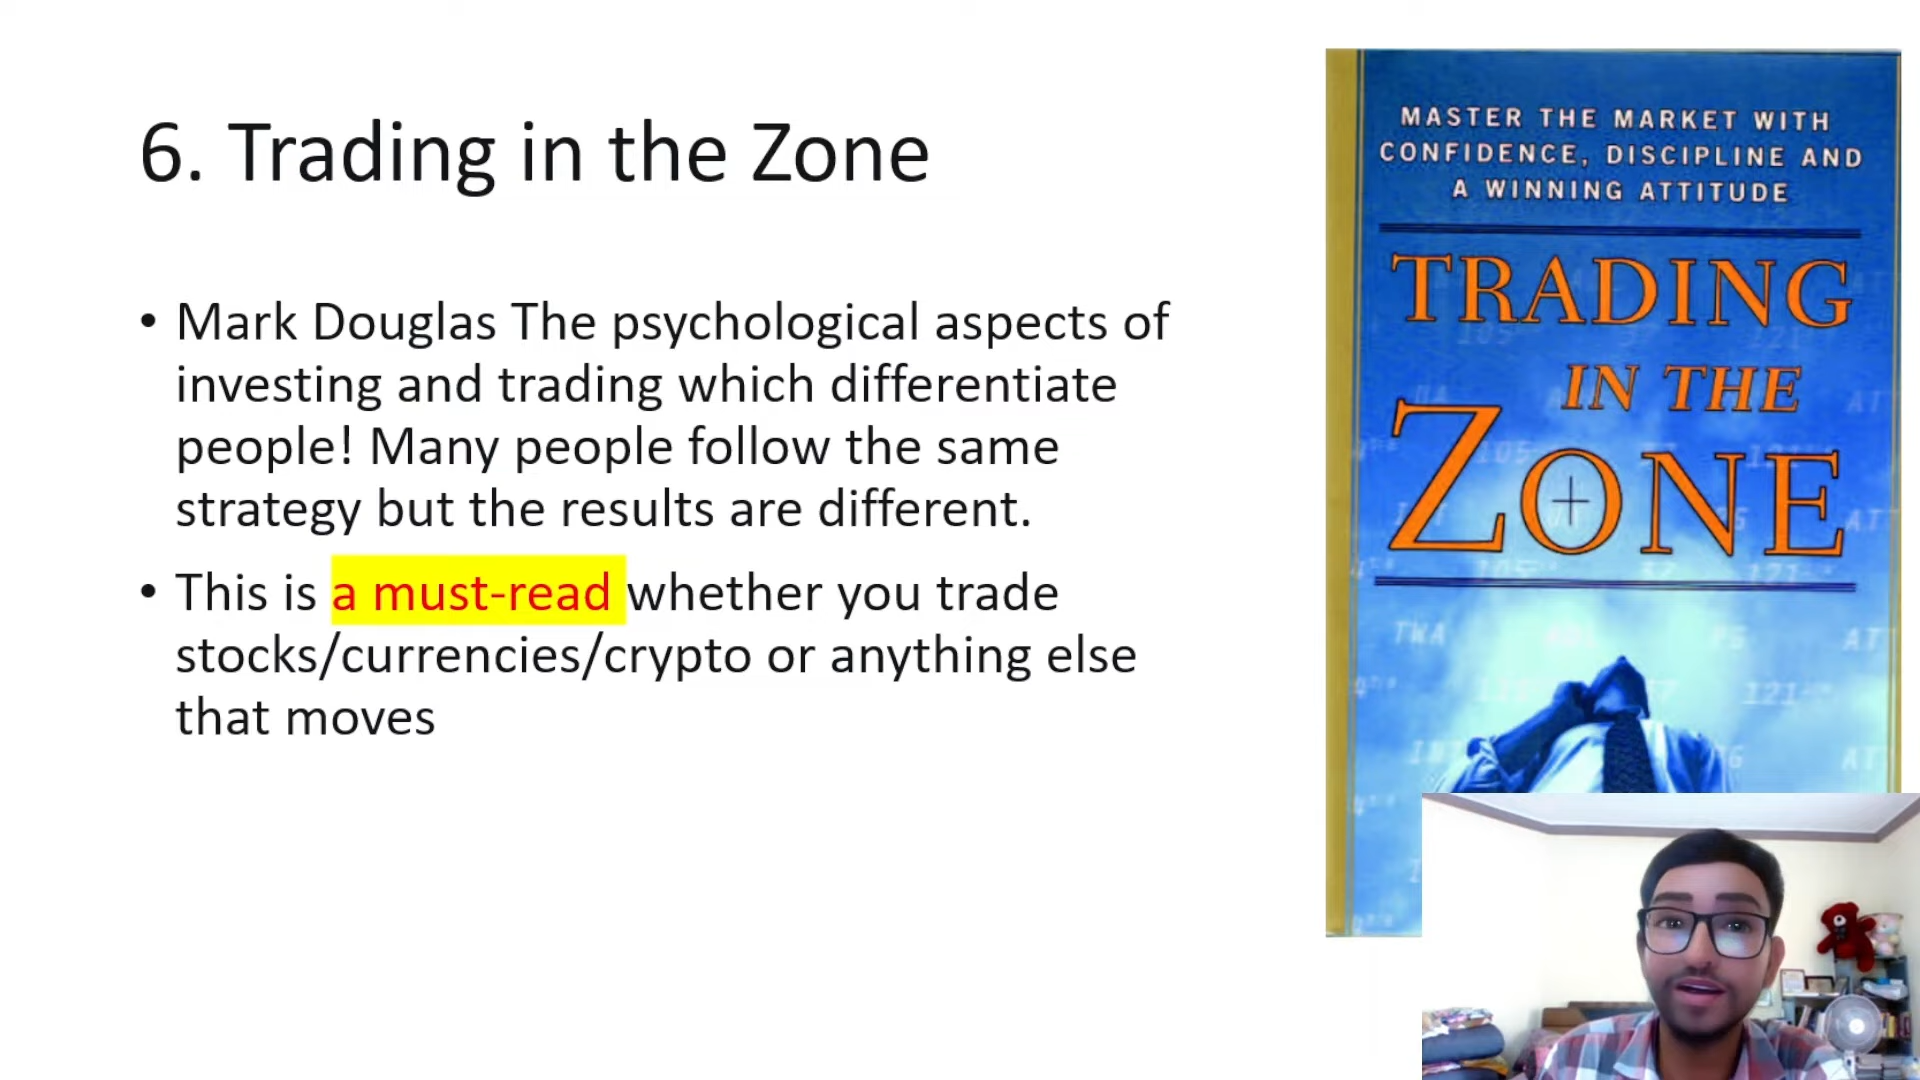 6. Trading in the Zone
• Mark Douglas The psychological aspects of
investing and trading which differentiate
people! Many people follow the same
strategy but the results are different.
• This is a must-read whether you trade
stocks/currencies/crypto or anything else
that moves
MASTER THE MARKET WITH
CONFIDENCE, DISCIPLINE AND
A WINNING ATTITUDE
TRADING
IN THE
ZONE